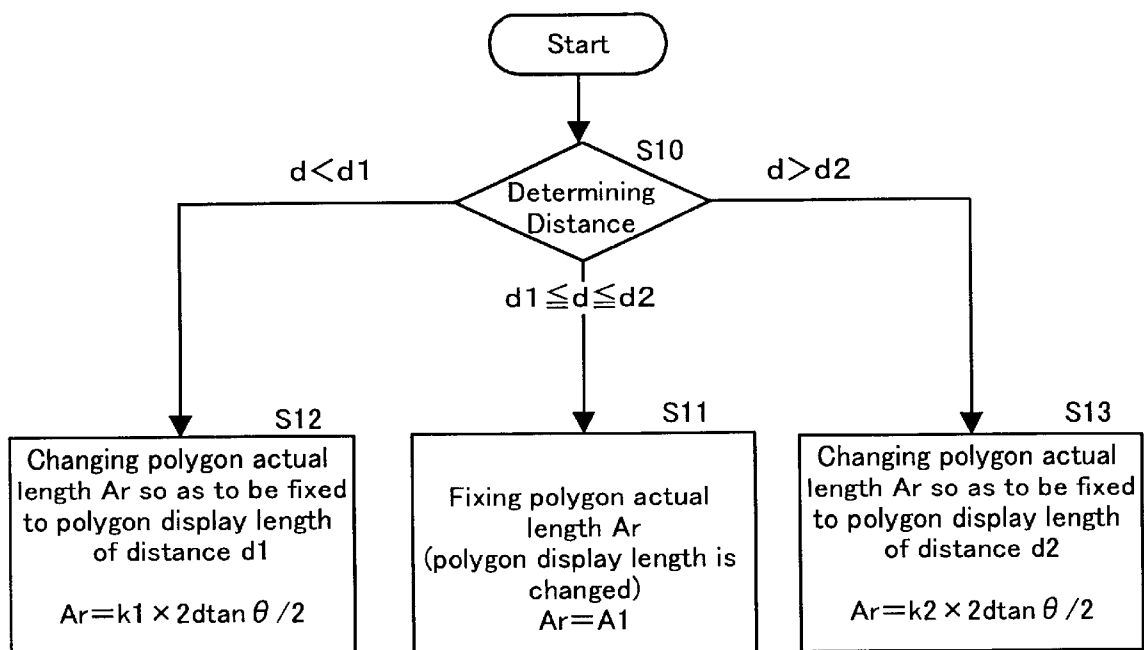 Start
S10
d<d1
d>d2
Determining
Distance
d1≦d≦d2
S12
Changing polygon actual
length Ar so as to be fixed
to polygon display length
of distance d1
Ar=k1×2dtanθ/2
S11
Fixing polygon actual
length Ar
(polygon display length is
changed)
Ar=A1
S13
Changing polygon actual
length Ar so as to be fixed
to polygon display length
of distance d2
Ar=k2×2dtanθ/2